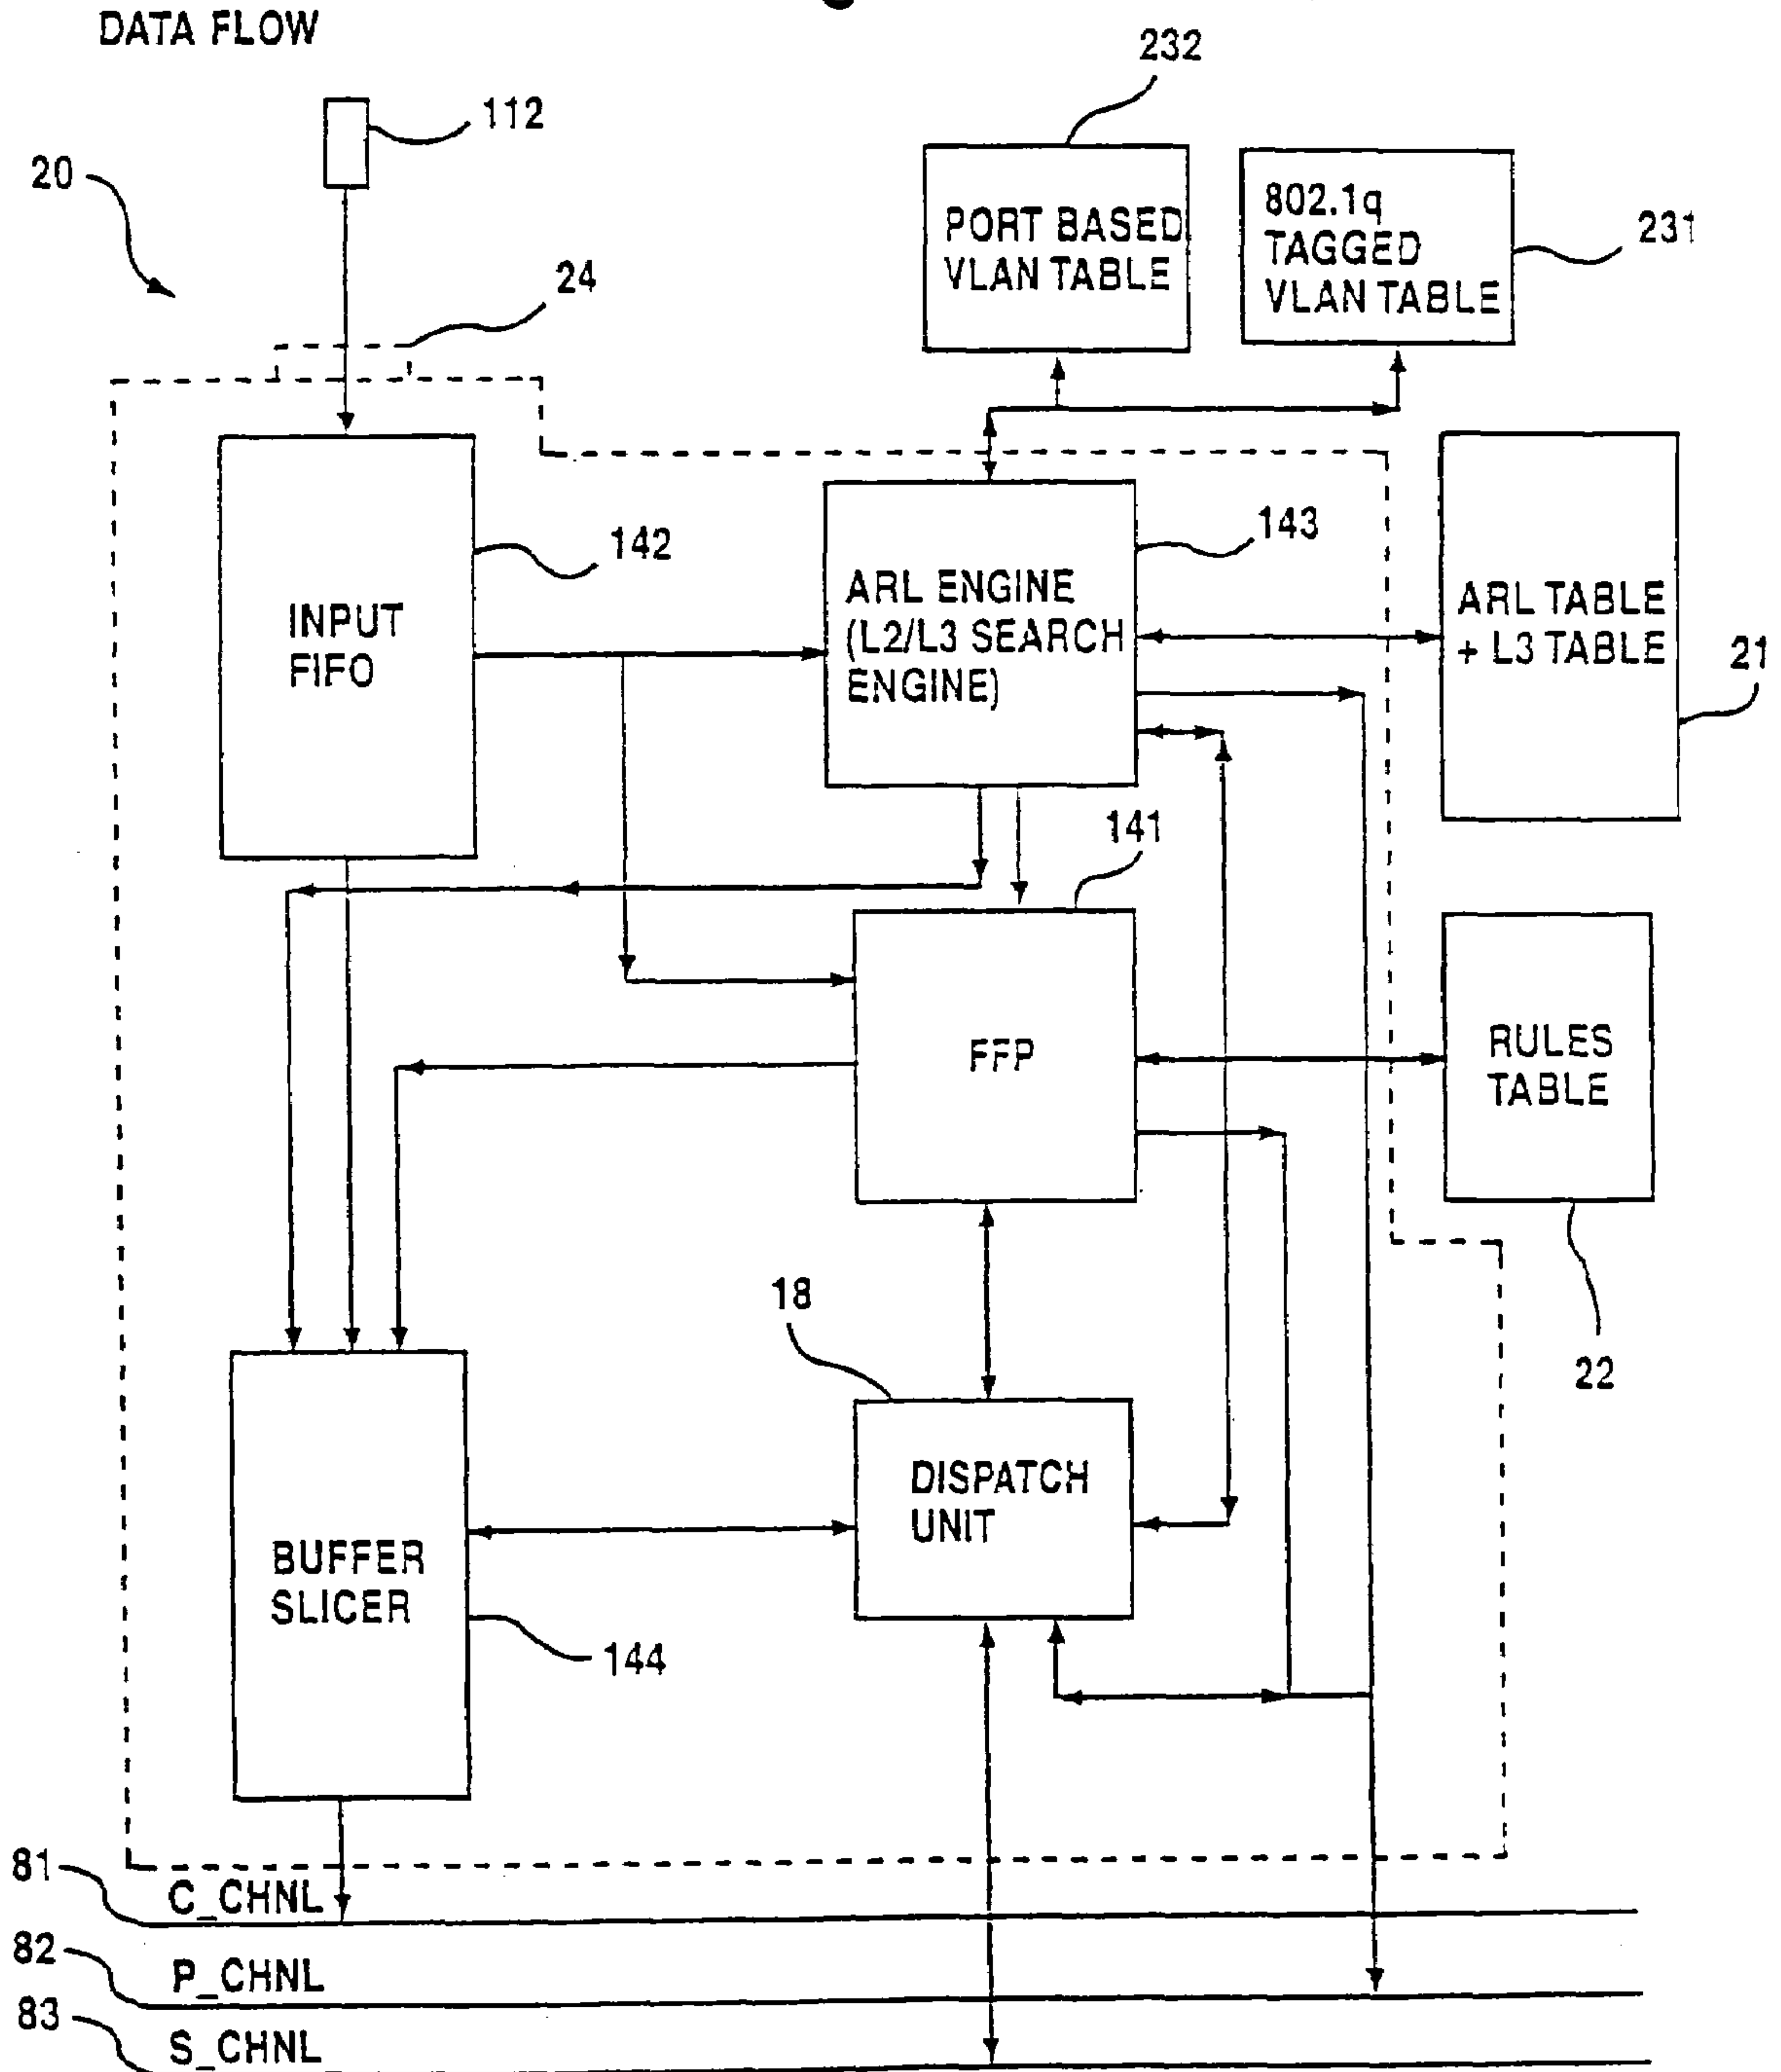 DATA FLOW
232
112
20
PORT BASED
VLAN TABLE
802.1q
TAGGED
VLAN TABLE
231
24
142
143
INPUT
FIFO
ARL ENGINE
(L2/L3 SEARCH
ENGINE)
ARL TABLE
+ L3 TABLE
21
141
FFP
RULES
TABLE
18
22
DISPATCH
UNIT
BUFFER
SLICER
144
81
C_CHNL
82
P_CHNL
83
S_CHNL